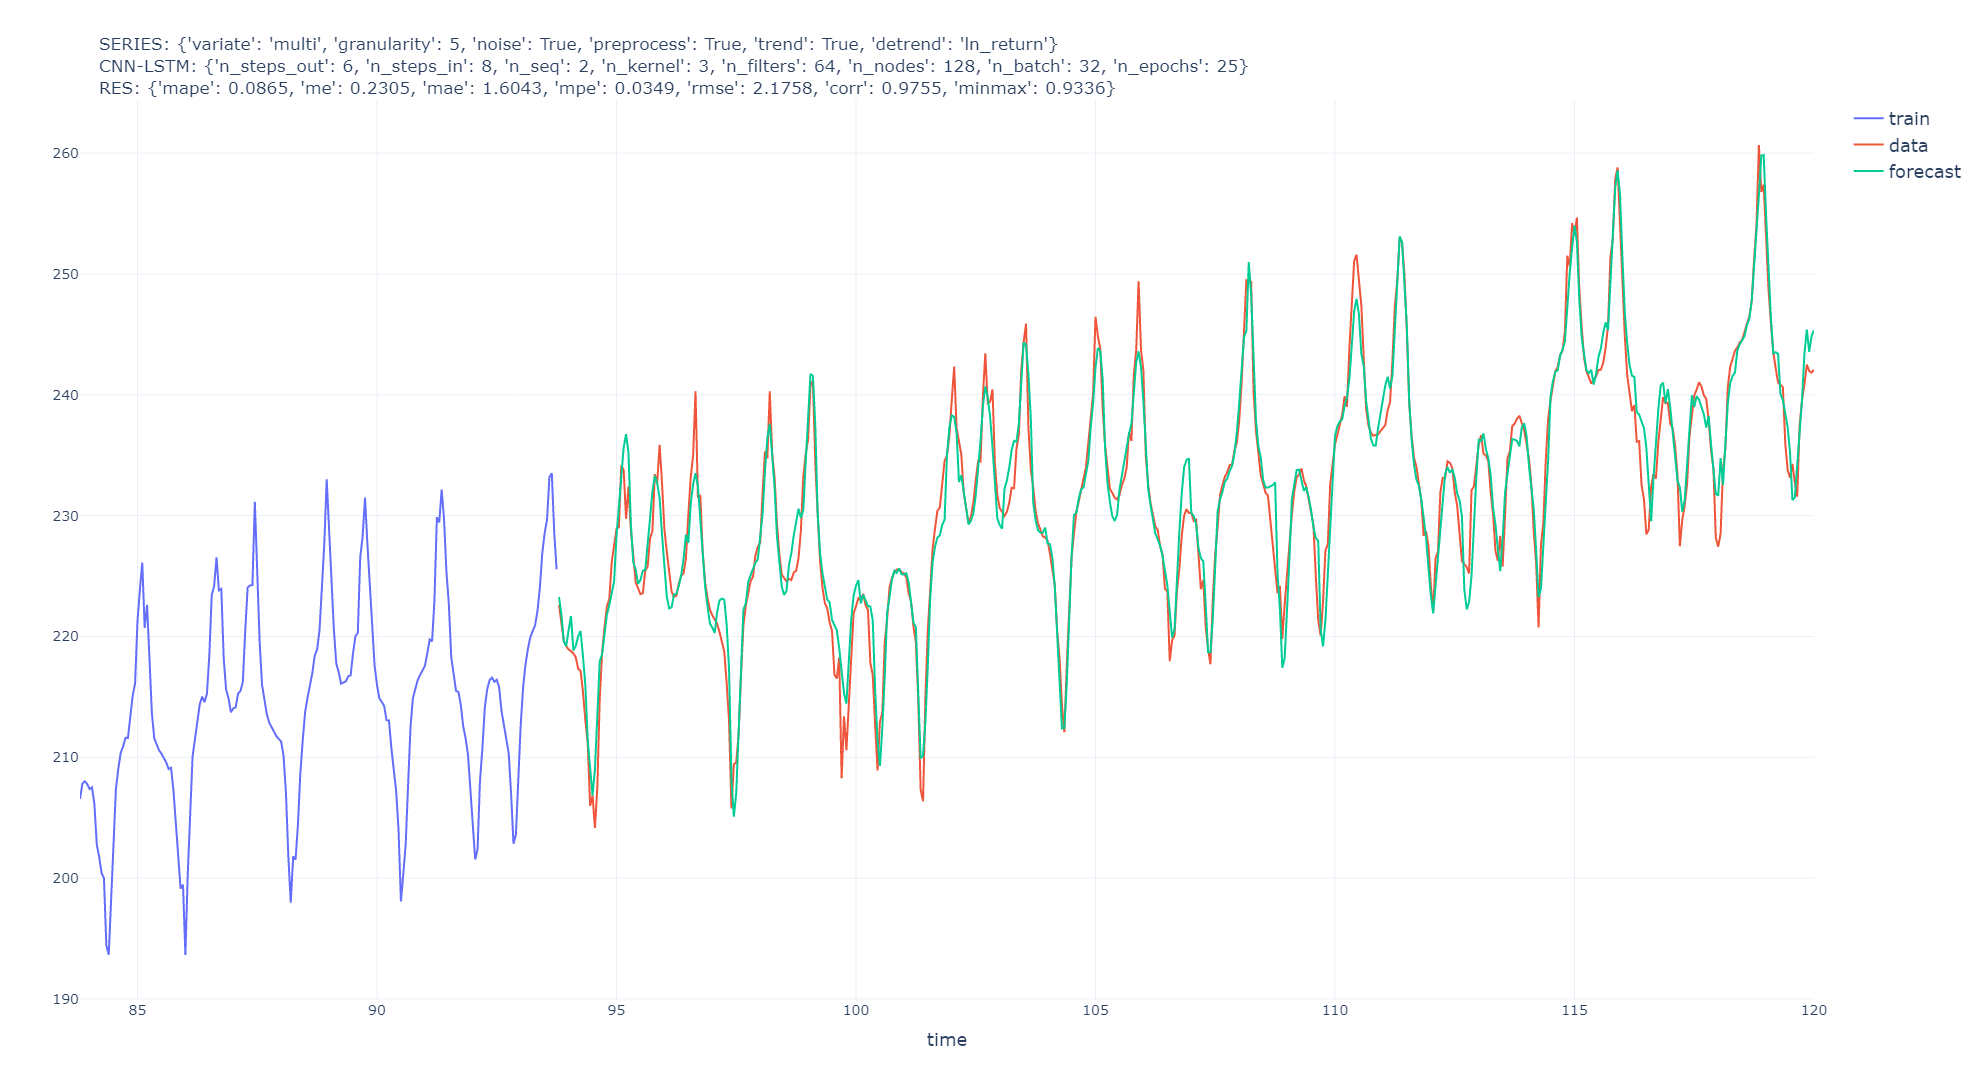 SERIES: {'variate': 'multi', 'granularity': 5, 'noise': True, 'preprocess': True, 'trend': True, 'detrend': 'ln_return'}
CNN-LSTM: {'n_steps_out': 6, 'n_steps_in': 8, 'n_seq': 2, 'n_kernel': 3, 'n_filters': 64, 'n_nodes': 128, 'n_batch': 32, 'n_epochs': 25}
RES: {'mape': 0.0865, 'me': 0.2305, 'mae': 1.6043, 'mpe': 0.0349, 'rmse': 2.1758, 'corr': 0.9755, 'minmax': 0.9336}
train
data
forecast
260
250
240
230
220
210
200
190
85 90 95 100 105 110 115 120
time